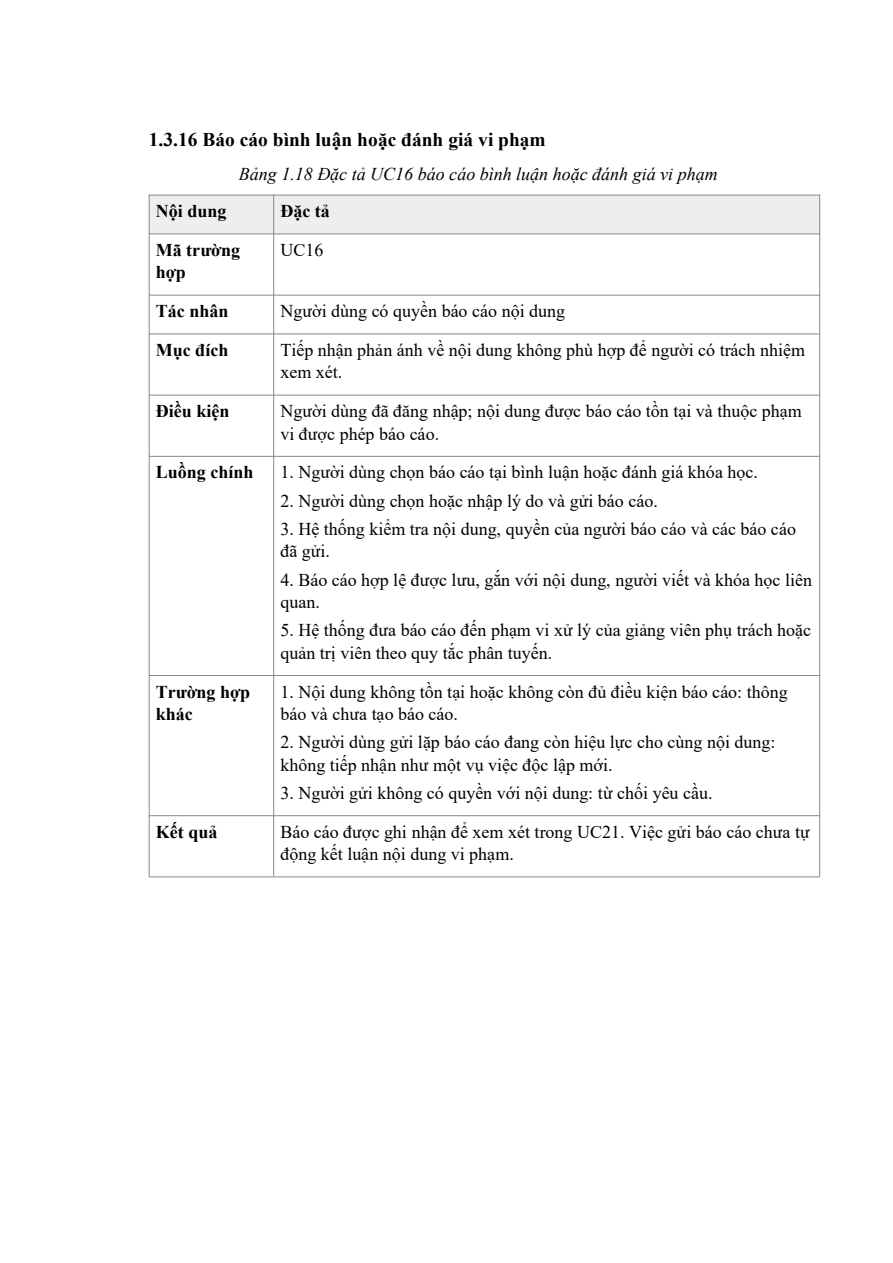 1.3.16 Báo cáo bình luận hoặc đánh giá vi phạm
Bảng 1.18 Đặc tả UC16 báo cáo bình luận hoặc đánh giá vi phạm
Nội dung Đặc tả
Mã trường hợp UC16
Tác nhân Người dùng có quyền báo cáo nội dung
Mục đích Tiếp nhận phản ánh về nội dung không phù hợp để người có trách nhiệm
xem xét.
Điều kiện Người dùng đã đăng nhập; nội dung được báo cáo tồn tại và thuộc phạm
vi được phép báo cáo.
Luồng chính 1. Người dùng chọn báo cáo tại bình luận hoặc đánh giá khóa học.
2. Người dùng chọn hoặc nhập lý do và gửi báo cáo.
3. Hệ thống kiểm tra nội dung, quyền của người báo cáo và các báo cáo
đã gửi.
4. Báo cáo hợp lệ được lưu, gắn với nội dung, người viết và khóa học liên
quan.
5. Hệ thống đưa báo cáo đến phạm vi xử lý của giảng viên phụ trách hoặc
quản trị viên theo quy tắc phân tuyến.
Trường hợp khác 1. Nội dung không tồn tại hoặc không còn đủ điều kiện báo cáo: thông
báo và chưa tạo báo cáo.
2. Người dùng gửi lặp báo cáo đang còn hiệu lực cho cùng nội dung:
không tiếp nhận như một vụ việc độc lập mới.
3. Người gửi không có quyền với nội dung: từ chối yêu cầu.
Kết quả Báo cáo được ghi nhận để xem xét trong UC21. Việc gửi báo cáo chưa tự
động kết luận nội dung vi phạm.